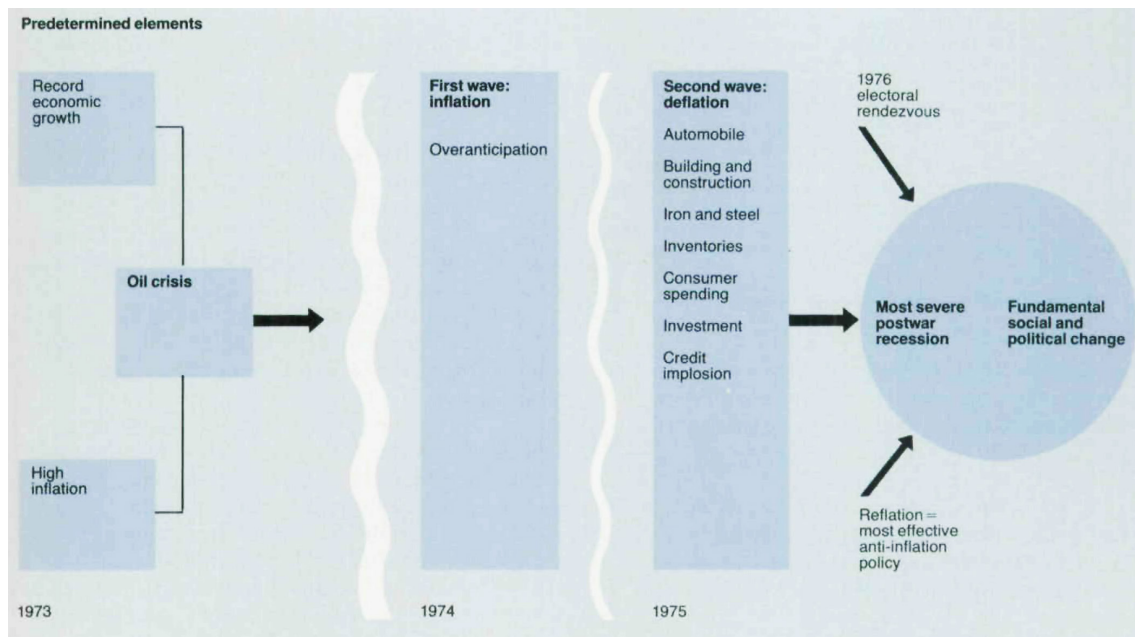 Predetermined elements
Record
economic
growth
Oil crisis
High
inflation
1973
First wave:
inflation
Overanticipation
1974
Second wave:
deflation
Automobile
Building and
construction
Iron and steel
Inventories
Consumer
spending
Investment
Credit
implosion
1975
1976
electoral
rendezvous
Most severe
postwar
recession
Fundamental
social and
political change
Reflation =
most effective
anti-inflation
policy